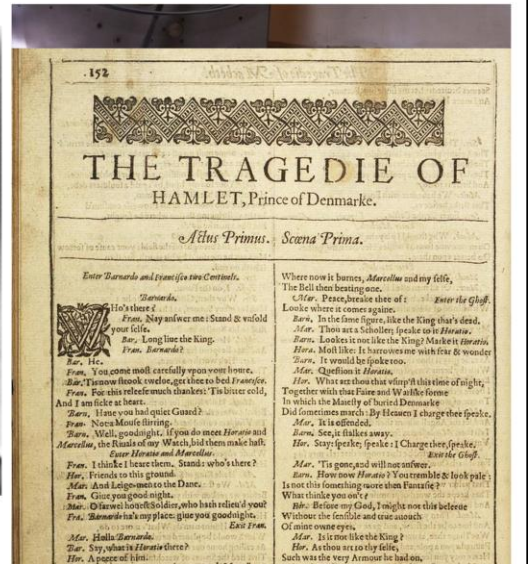 152
THE TRAGEDIE OF
HAMLET, Prince of Denmarke.
Actus Primus. Scœna Prima.
Enter Barnardo and Francisco two Centinels.
Barnardo.
WHo's there?
Fran. Nay answer me: Stand & vnfold
your selfe.
Bar. Long liue the King.
Fran. Barnardo?
Bar. He.
Fran. You come most carefully vpon your houre.
Bar. 'Tis now strook twelue, get thee to bed Francisco.
Fran. For this releefe much thankes: 'Tis bitter cold,
And I am sicke at heart.
Barn. Haue you had quiet Guard?
Fran. Not a Mouse stirring.
Barn. Well, goodnight. if you do meet Horatio and
Marcellus, the Riuals of my Watch, bid them make hast.
Enter Horatio and Marcellus.
Fran. I thinke I heare them. Stand: who's there?
Hor. Friends to this ground.
Mar. And Leige-men to the Dane.
Fran. Giue you good night.
Mar. O farwel honest Soldier, who hath relieu'd you?
Fra. Barnardo ha's my place: giue you goodnight.
Exit Fran.
Mar. Holla Barnardo.
Bar. Say, what is Horatio there?
Hor. A peece of him.
Where now it burnes, Marcellus and my selfe,
The Bell then beating one.
Mar. Peace, breake thee of: Enter the Ghost.
Looke where it comes againe.
Barn. In the same figure, like the King that's dead.
Mar. Thou art a Scholler; speake to it Horatio.
Barn. Lookes it not like the King? Marke it Horatio.
Hora. Most like: It harrowes me with fear & wonder
Barn. It would be spoke too.
Mar. Question it Horatio.
Hor. What art thou that vsurp'st this time of night,
Together with that Faire and Warlike forme
In which the Maiesty of buried Denmarke
Did sometimes march: By Heauen I charge thee speake.
Mar. It is offended.
Barn. See, it stalkes away.
Hor. Stay: speake; speake: I Charge thee, speake.
Exit the Ghost.
Mar. 'Tis gone, and will not answer.
Barn. How now Horatio? You tremble & look pale:
Is not this something more then Fantasie?
What thinke you on't?
Hor. Before my God, I might not this beleeue
Without the sensible and true auouch
Of mine owne eyes.
Mar. Is it not like the King?
Hor. As thou art to thy selfe,
Such was the very Armour he had on,